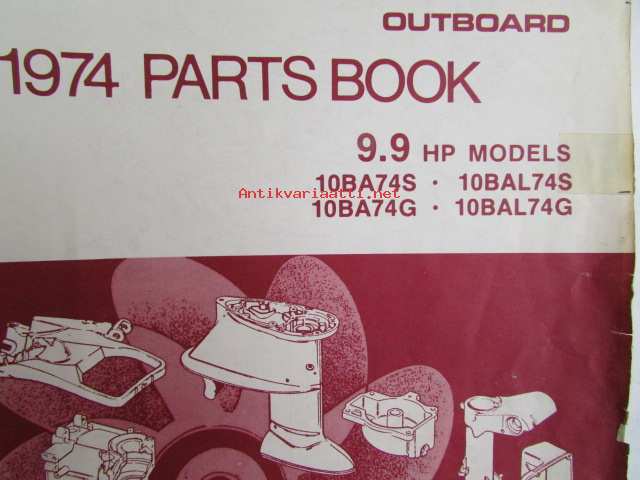 OUTBOARD
1974 PARTS BOOK
9.9 HP MODELS
10BA74S · 10BAL74S
Antikvariaatti.net
10BA74G · 10BAL74G